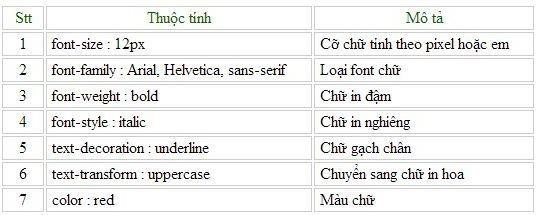 Stt Thuộc tính Mô tả
1 font-size : 12px Cỡ chữ tính theo pixel hoặc em
2 font-family : Arial, Helvetica, sans-serif Loại font chữ
3 font-weight : bold Chữ in đậm
4 font-style : italic Chữ in nghiêng
5 text-decoration : underline Chữ gạch chân
6 text-transform : uppercase Chuyển sang chữ in hoa
7 color : red Màu chữ